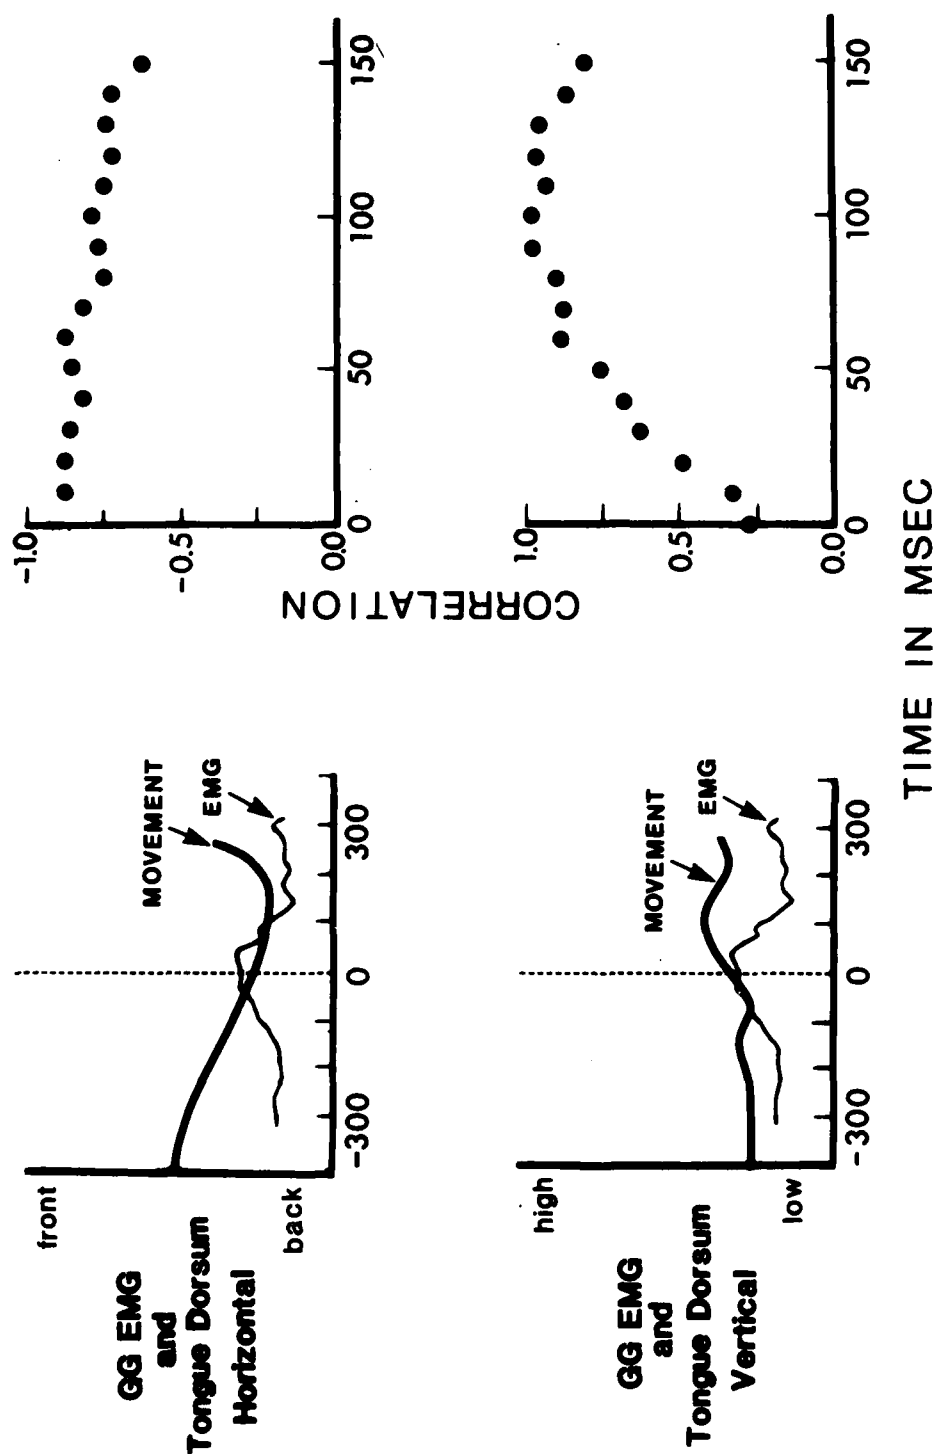 GG EMG
and
Tongue Dorsum
Horizontal
front
back
MOVEMENT
EMG
-300
0
300
-1.0
-0.5
0.0
0
50
100
150
CORRELATION
GG EMG
and
Tongue Dorsum
Vertical
high
low
MOVEMENT
EMG
-300
0
300
1.0
0.5
0.0
0
50
100
150
TIME IN MSEC